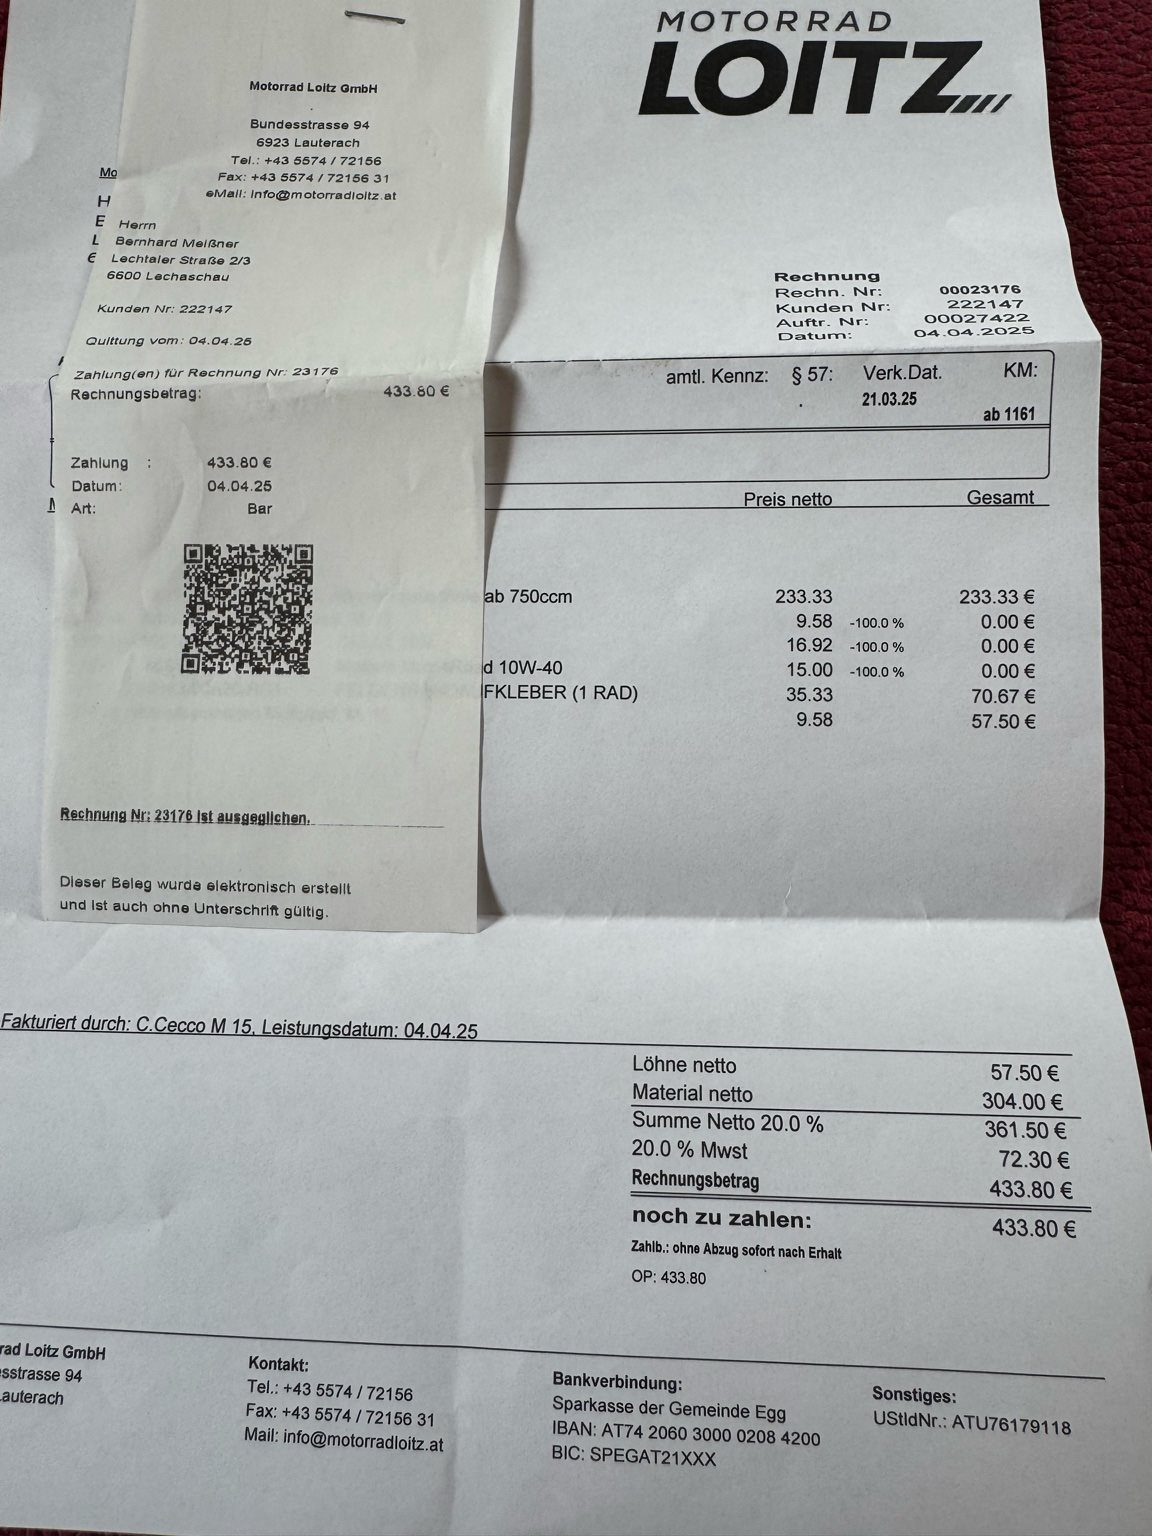 MOTORRAD
LOITZ
Motorrad Loitz GmbH
Bundesstrasse 94
6923 Lauterach
Tel.: +43 5574 / 72156
Fax: +43 5574 / 72156 31
eMail: info@motorradloitz.at
Mo
H
E
L
6
Herrn
Bernhard Meißner
Lechtaler Straße 2/3
6600 Lechaschau
Kunden Nr: 222147
Quittung vom: 04.04.25
Zahlung(en) für Rechnung Nr: 23176
Rechnungsbetrag: 433.80 €
Zahlung : 433.80 €
Datum: 04.04.25
Art: Bar
Rechnung Nr: 23176 ist ausgeglichen.
Dieser Beleg wurde elektronisch erstellt
und ist auch ohne Unterschrift gültig.
Rechnung
Rechn. Nr: 00023176
Kunden Nr: 222147
Auftr. Nr: 00027422
Datum: 04.04.2025
amtl. Kennz: § 57: Verk.Dat. KM:
. 21.03.25 ab 1161
Preis netto Gesamt
ab 750ccm 233.33 233.33 €
9.58 -100.0 % 0.00 €
16.92 -100.0 % 0.00 €
d 10W-40 15.00 -100.0 % 0.00 €
FKLEBER (1 RAD) 35.33 70.67 €
9.58 57.50 €
Fakturiert durch: C.Cecco M 15, Leistungsdatum: 04.04.25
Löhne netto 57.50 €
Material netto 304.00 €
Summe Netto 20.0 % 361.50 €
20.0 % Mwst 72.30 €
Rechnungsbetrag 433.80 €
noch zu zahlen: 433.80 €
Zahlb.: ohne Abzug sofort nach Erhalt
OP: 433.80
rad Loitz GmbH
sstrasse 94
auterach
Kontakt:
Tel.: +43 5574 / 72156
Fax: +43 5574 / 72156 31
Mail: info@motorradloitz.at
Bankverbindung:
Sparkasse der Gemeinde Egg
IBAN: AT74 2060 3000 0208 4200
BIC: SPEGAT21XXX
Sonstiges:
UStIdNr.: ATU76179118